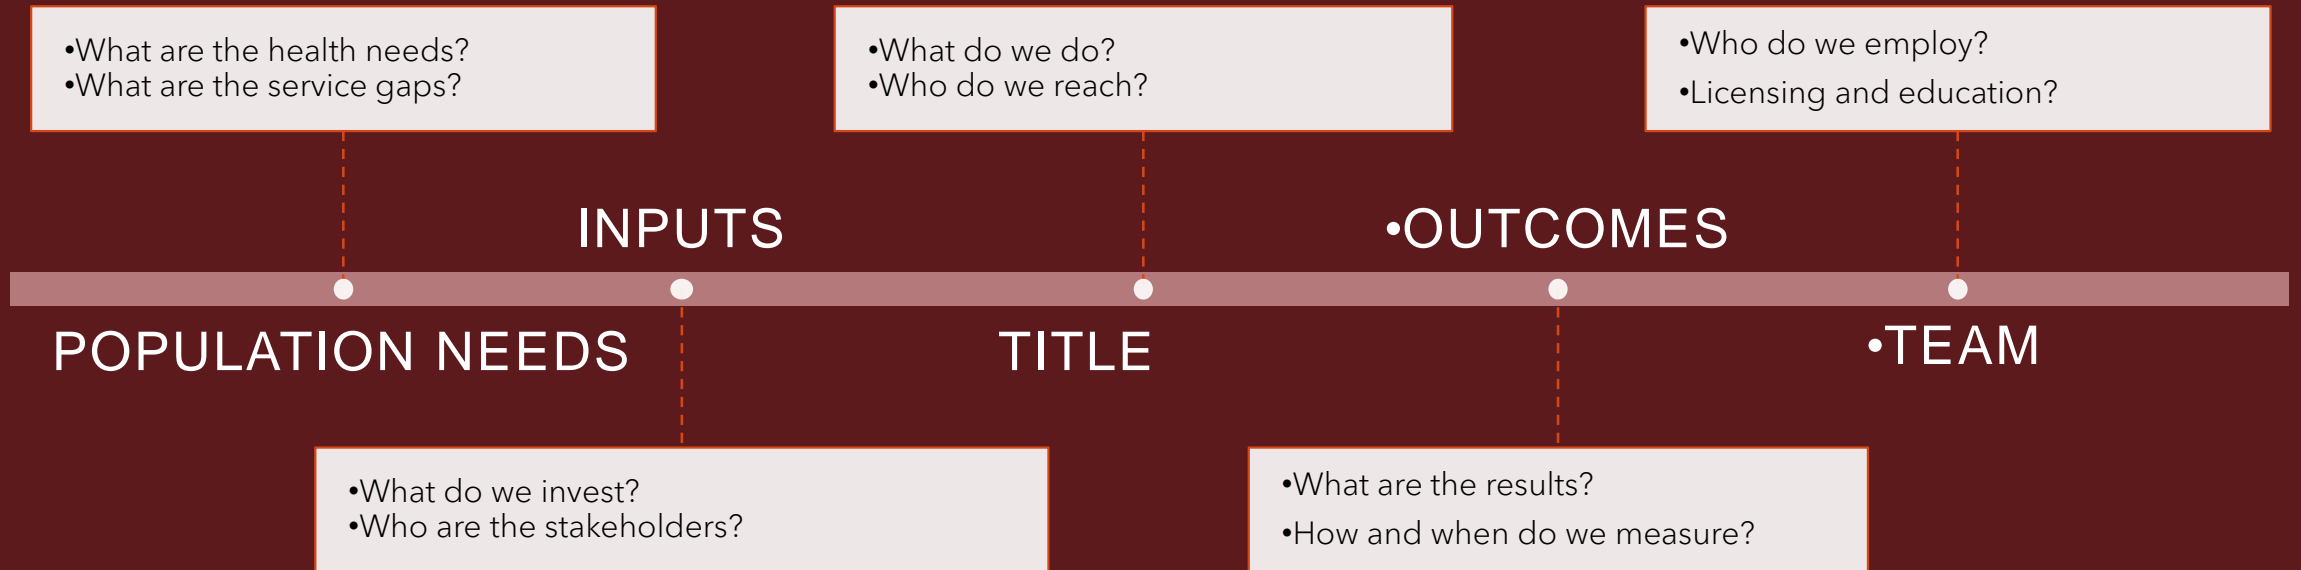 •What are the health needs?
•What are the service gaps?
•What do we do?
•Who do we reach?
•Who do we employ?
•Licensing and education?
INPUTS
•OUTCOMES
POPULATION NEEDS
TITLE
•TEAM
•What do we invest?
•Who are the stakeholders?
•What are the results?
•How and when do we measure?